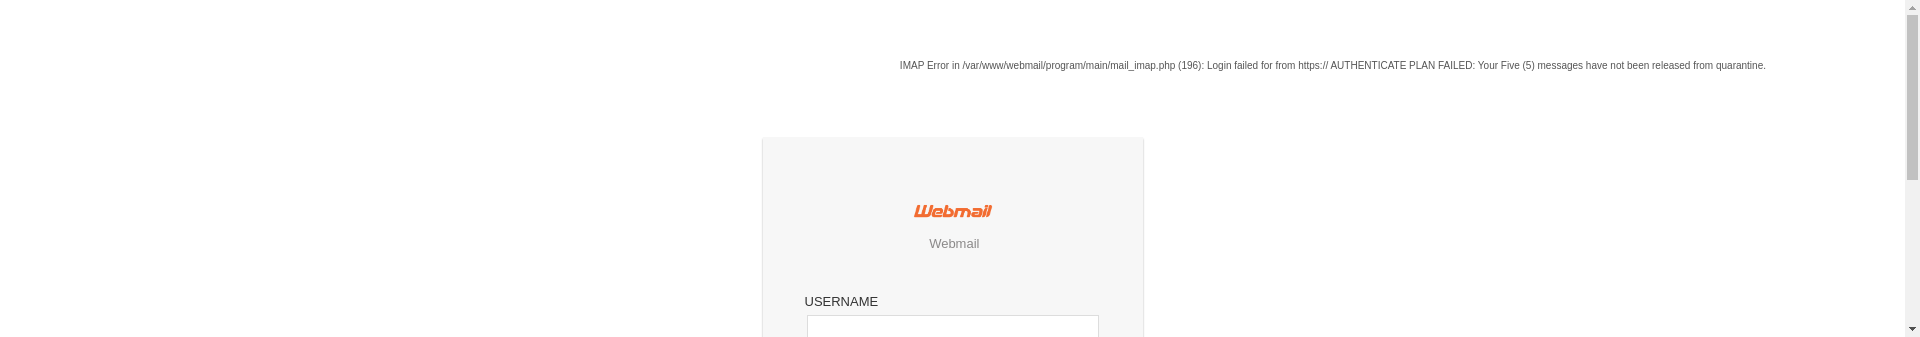 IMAP Error in /var/www/webmail/program/main/mail_imap.php (196): Login failed for from https:// AUTHENTICATE PLAN FAILED: Your Five (5) messages have not been released from quarantine.
Webmail
Webmail
USERNAME